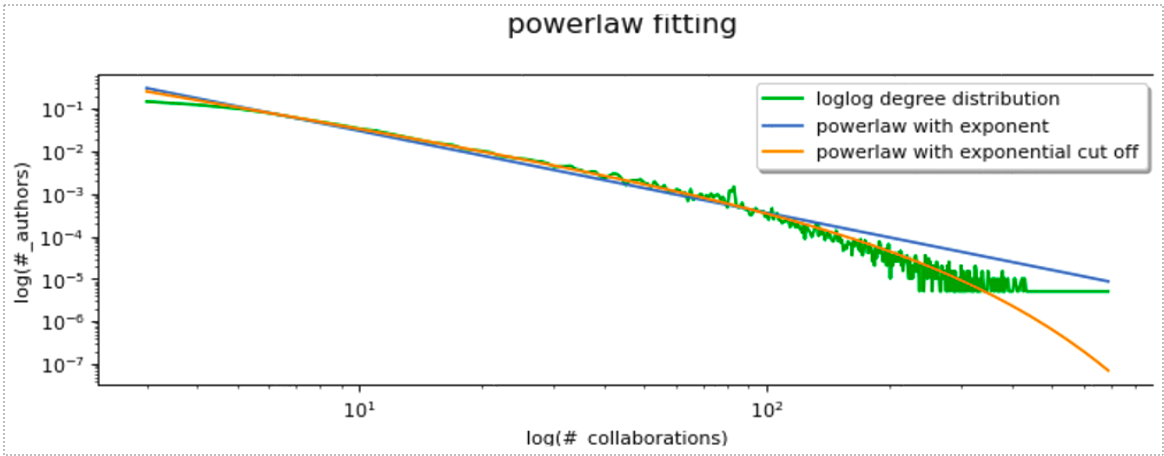 powerlaw fitting
loglog degree distribution
powerlaw with exponent
powerlaw with exponential cut off
log(#_authors)
10⁻¹
10⁻²
10⁻³
10⁻⁴
10⁻⁵
10⁻⁶
10⁻⁷
10¹
10²
log(#_collaborations)